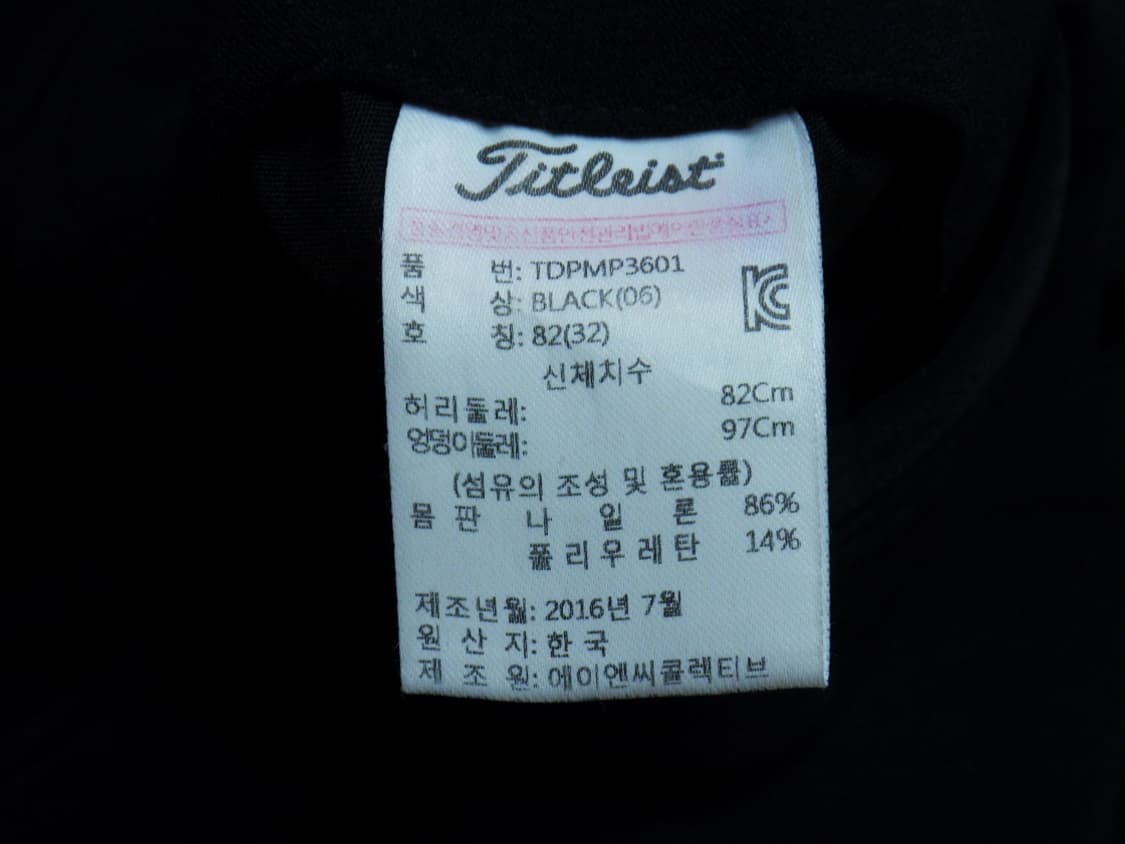 Titleist
품 번: TDPMP3601
색 상: BLACK(06)
호 칭: 82(32)
신체치수
허리둘레: 82Cm
엉덩이둘레: 97Cm
(섬유의 조성 및 혼용률)
몸 판 나 일 론 86%
폴 리 우 레 탄 14%
제조년월: 2016년 7월
원 산 지: 한 국
제 조 원: 에이엔씨콜렉티브